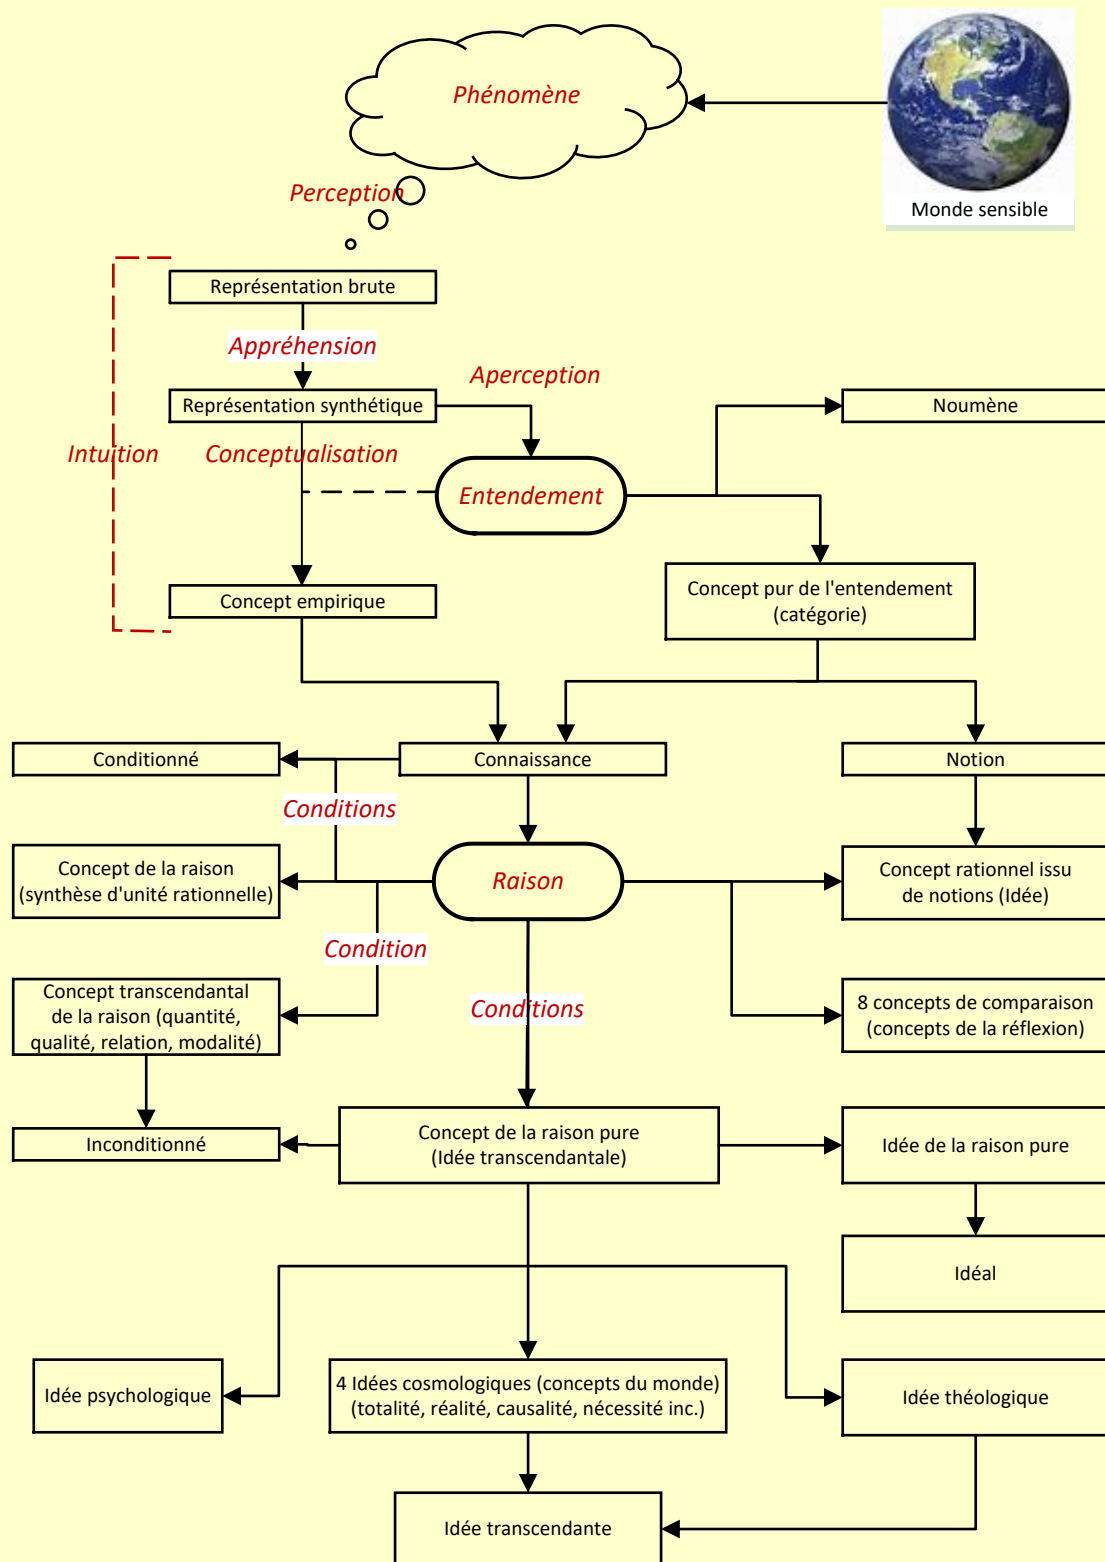 Phénomène
Monde sensible
Perception
Représentation brute
Appréhension
Aperception
Représentation synthétique
Noumène
Intuition
Conceptualisation
Entendement
Concept empirique
Concept pur de l'entendement
(catégorie)
Conditionné
Connaissance
Notion
Conditions
Concept de la raison
(synthèse d'unité rationnelle)
Raison
Concept rationnel issu
de notions (Idée)
Condition
Concept transcendantal
de la raison (quantité,
qualité, relation, modalité)
Conditions
8 concepts de comparaison
(concepts de la réflexion)
Inconditionné
Concept de la raison pure
(Idée transcendantale)
Idée de la raison pure
Idéal
Idée psychologique
4 Idées cosmologiques (concepts du monde)
(totalité, réalité, causalité, nécessité inc.)
Idée théologique
Idée transcendante